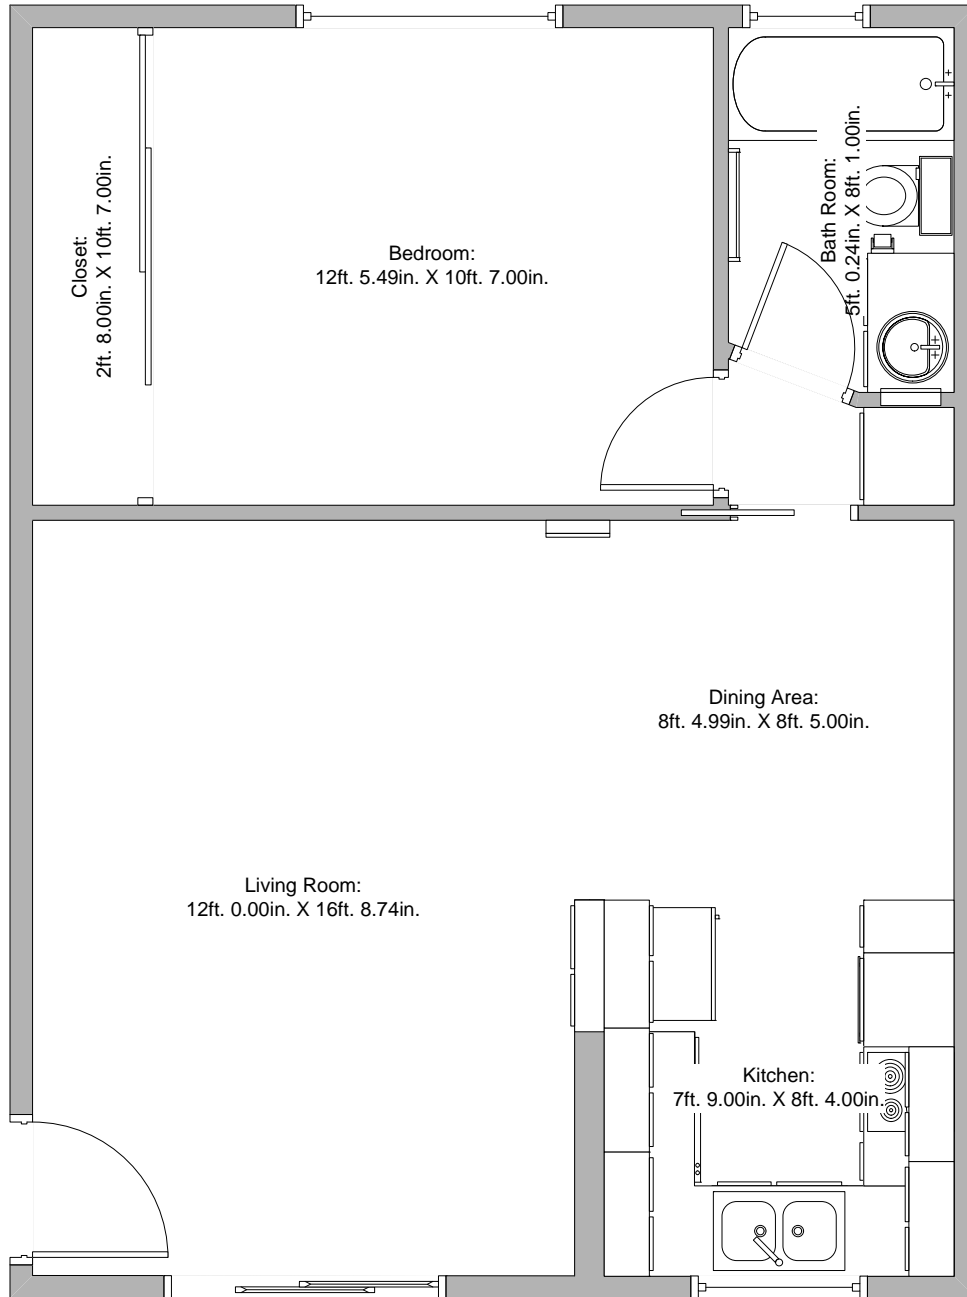 Closet:
2ft. 8.00in. X 10ft. 7.00in.
Bedroom:
12ft. 5.49in. X 10ft. 7.00in.
Bath Room:
5ft. 0.24in. X 8ft. 1.00in.
Dining Area:
8ft. 4.99in. X 8ft. 5.00in.
Living Room:
12ft. 0.00in. X 16ft. 8.74in.
Kitchen:
7ft. 9.00in. X 8ft. 4.00in.